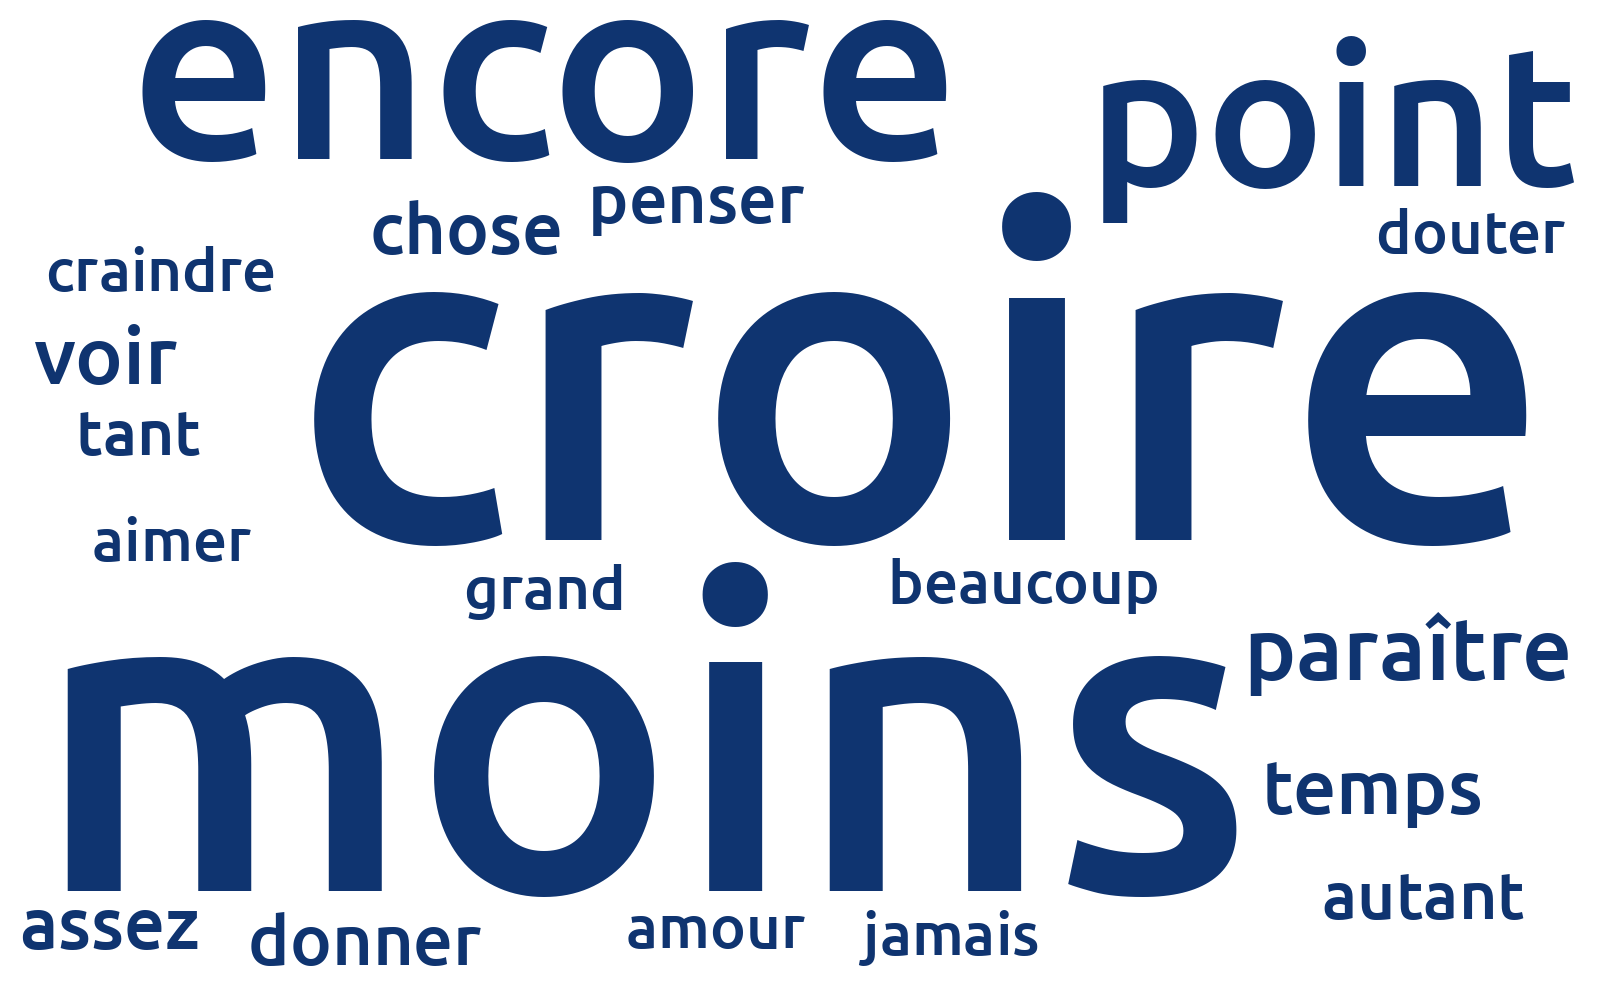 encore
point
penser
chose
douter
craindre
croire
voir
tant
aimer
grand
beaucoup
paraître
moins
temps
autant
assez
donner
amour
jamais